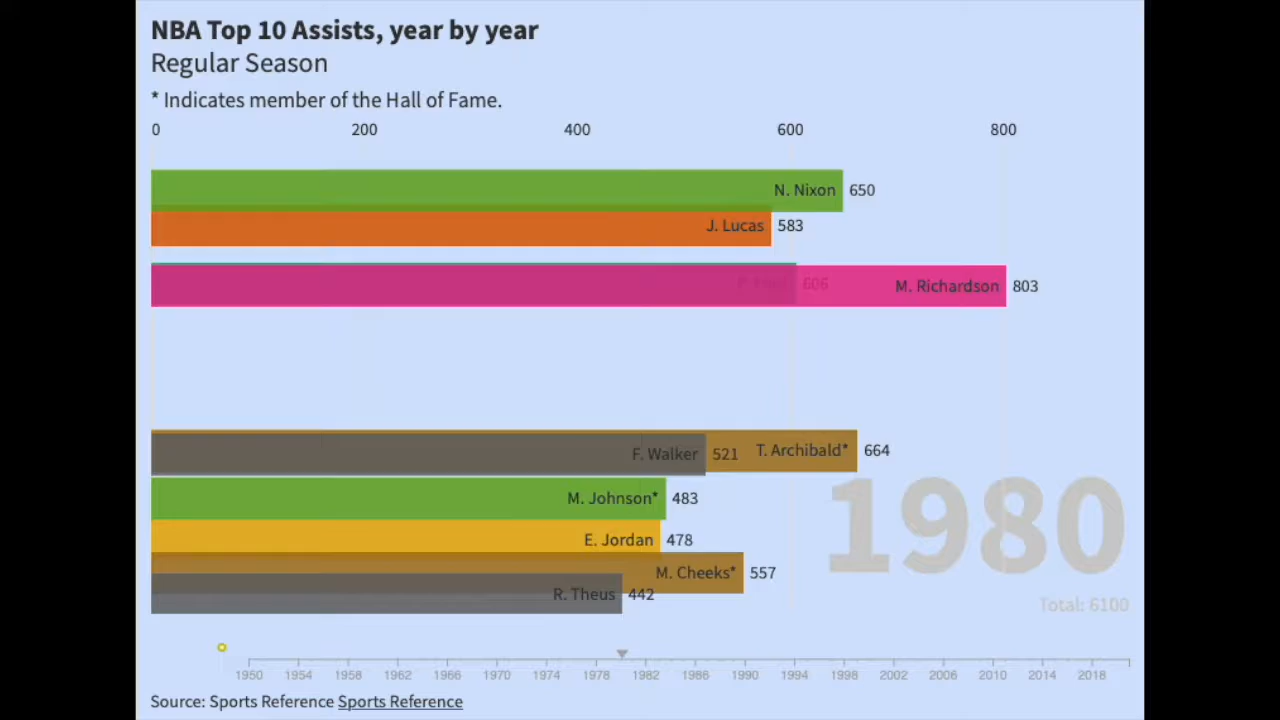 NBA Top 10 Assists, year by year
Regular Season
* Indicates member of the Hall of Fame.
0 200 400 600 800
N. Nixon 650
J. Lucas 583
606 M. Richardson 803
F. Walker 521 T. Archibald* 664
M. Johnson* 483
E. Jordan 478
M. Cheeks* 557
R. Theus 442
1980
Total: 6100
1950 1954 1958 1962 1966 1970 1974 1978 1982 1986 1990 1994 1998 2002 2006 2010 2014 2018
Source: Sports Reference Sports Reference